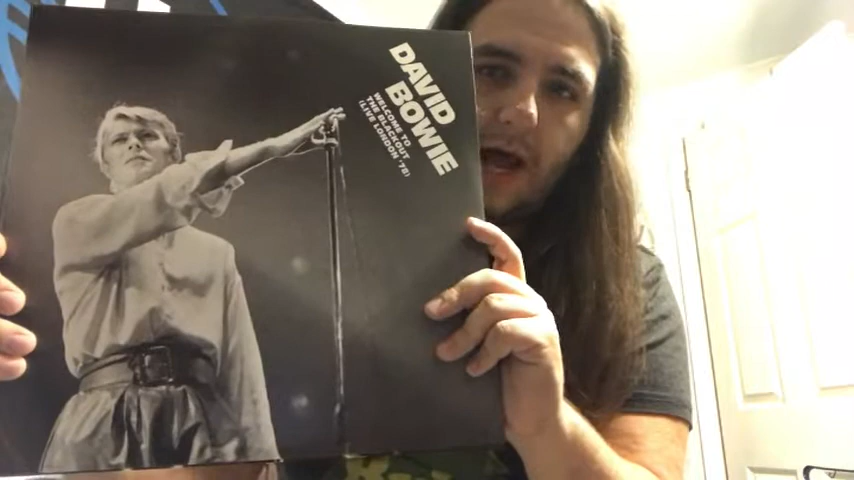 DAVID
BOWIE
WELCOME TO
THE BLACKOUT
(LIVE LONDON '78)